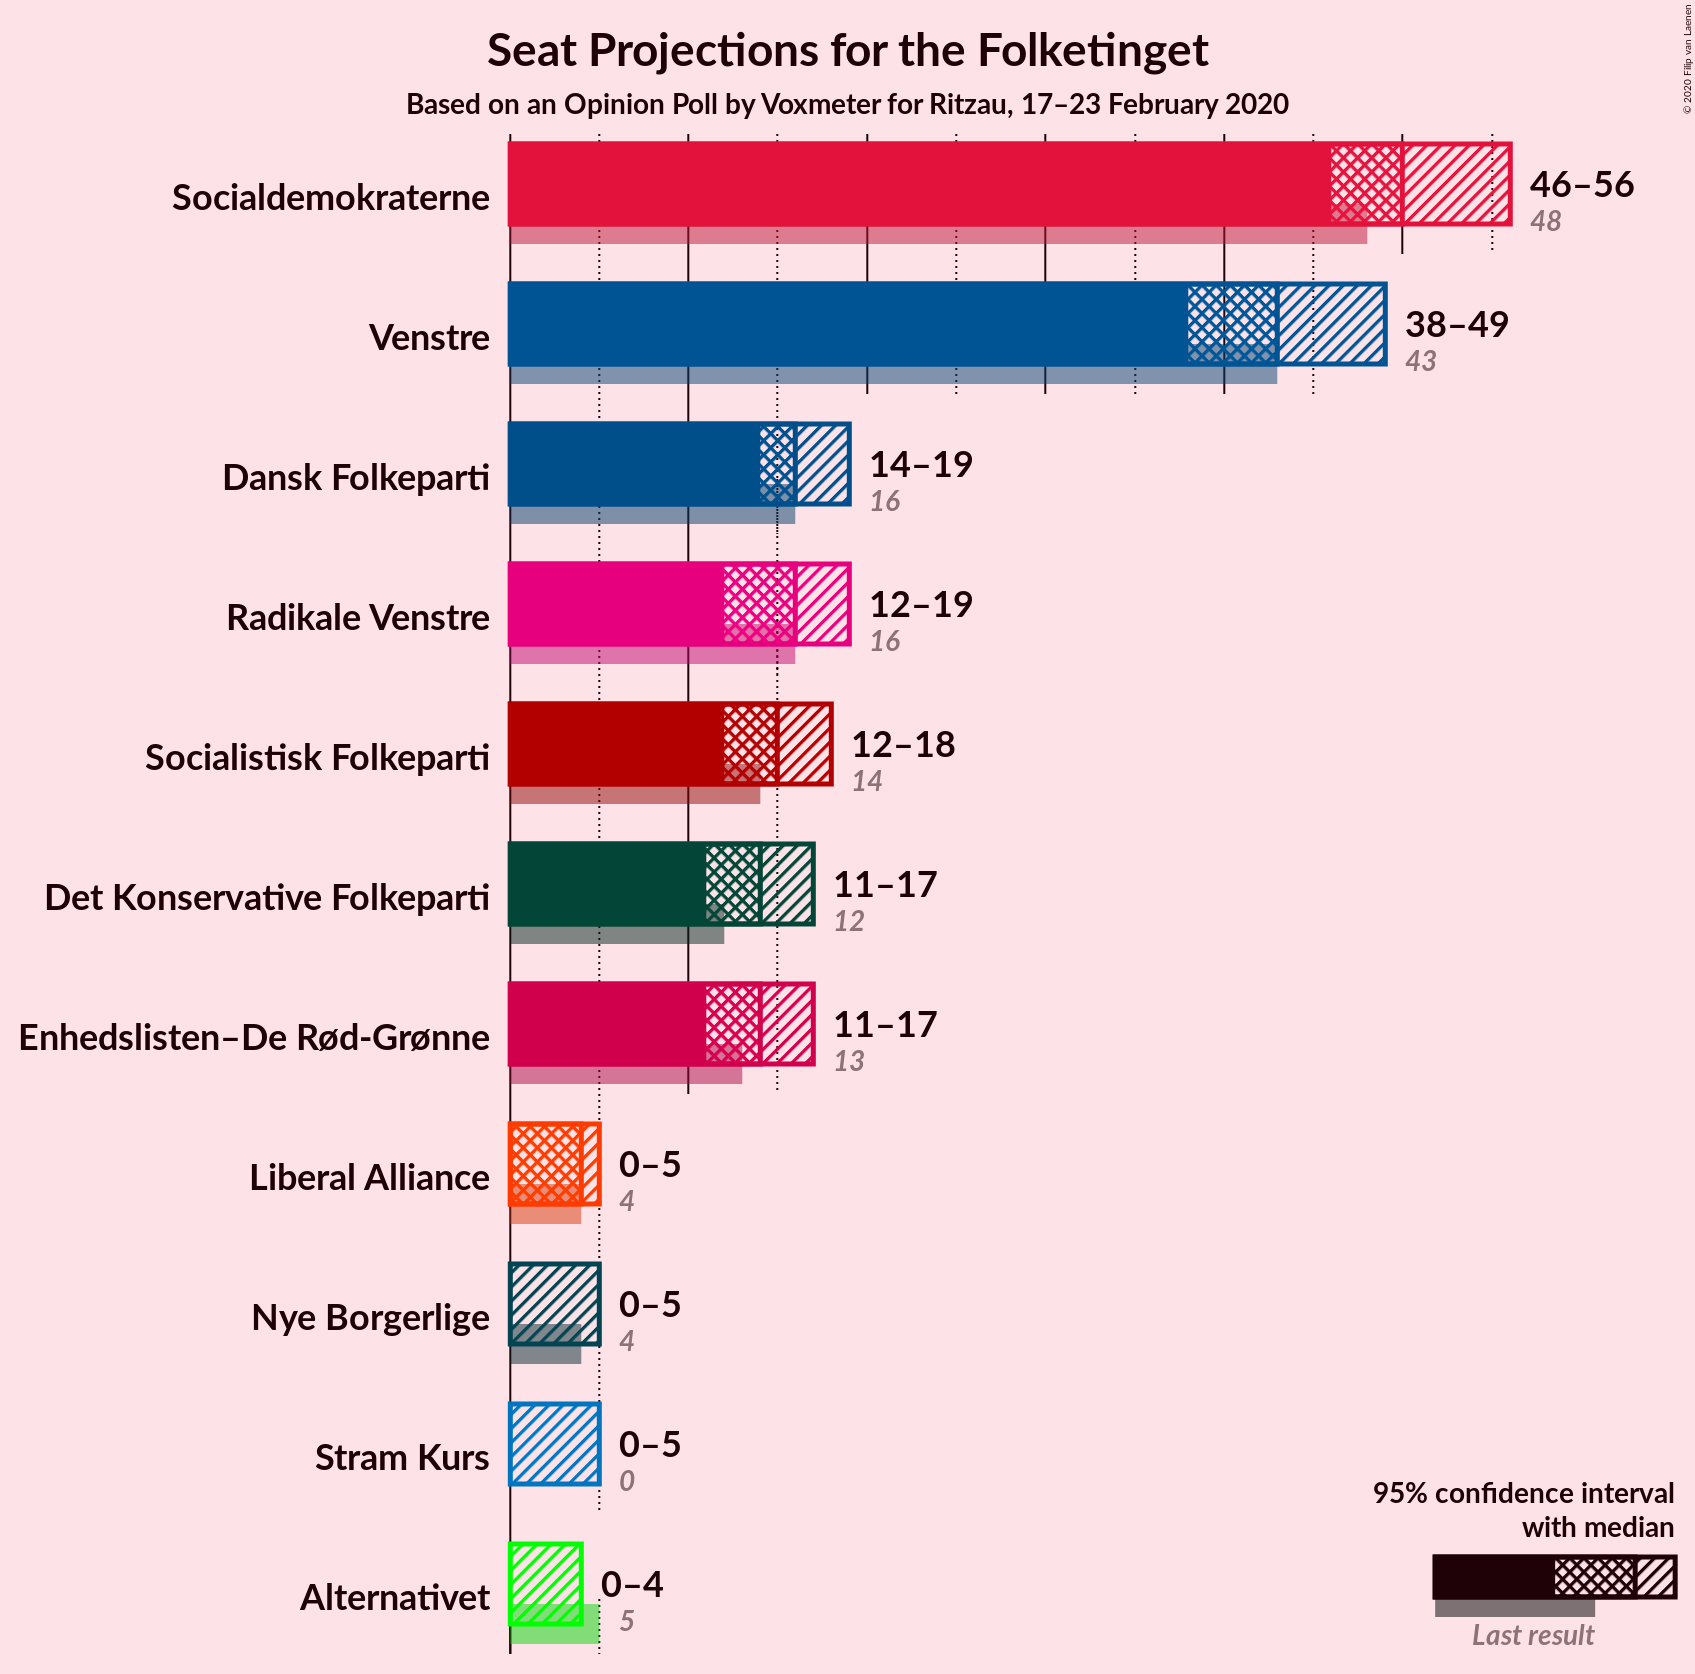 Seat Projections for the Folketinget
Based on an Opinion Poll by Voxmeter for Ritzau, 17–23 February 2020
© 2020 Filip van Laenen
Socialdemokraterne
46–56
48
Venstre
38–49
43
Dansk Folkeparti
14–19
16
Radikale Venstre
12–19
16
Socialistisk Folkeparti
12–18
14
Det Konservative Folkeparti
11–17
12
Enhedslisten–De Rød-Grønne
11–17
13
Liberal Alliance
0–5
4
Nye Borgerlige
0–5
4
Stram Kurs
0–5
0
Alternativet
0–4
5
95% confidence interval
with median
Last result